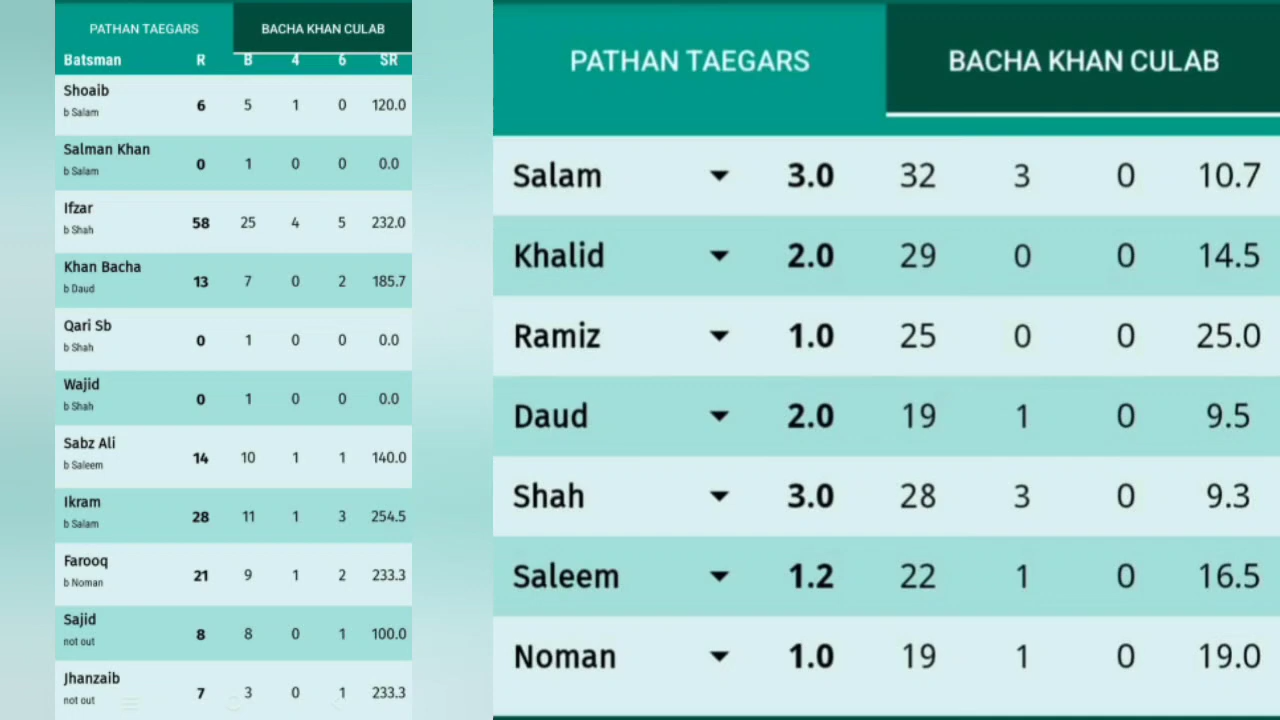 PATHAN TAEGARS BACHA KHAN CULAB
Batsman R B 4 6 SR
Shoaib 6 5 1 0 120.0
b Salam
Salman Khan 0 1 0 0 0.0
b Salam
Ifzar 58 25 4 5 232.0
b Shah
Khan Bacha 13 7 0 2 185.7
b Daud
Qari Sb 0 1 0 0 0.0
b Shah
Wajid 0 1 0 0 0.0
b Shah
Sabz Ali 14 10 1 1 140.0
b Saleem
Ikram 28 11 1 3 254.5
b Salam
Farooq 21 9 1 2 233.3
b Noman
Sajid 8 8 0 1 100.0
not out
Jhanzaib 7 3 0 1 233.3
not out
PATHAN TAEGARS BACHA KHAN CULAB
Salam 3.0 32 3 0 10.7
Khalid 2.0 29 0 0 14.5
Ramiz 1.0 25 0 0 25.0
Daud 2.0 19 1 0 9.5
Shah 3.0 28 3 0 9.3
Saleem 1.2 22 1 0 16.5
Noman 1.0 19 1 0 19.0